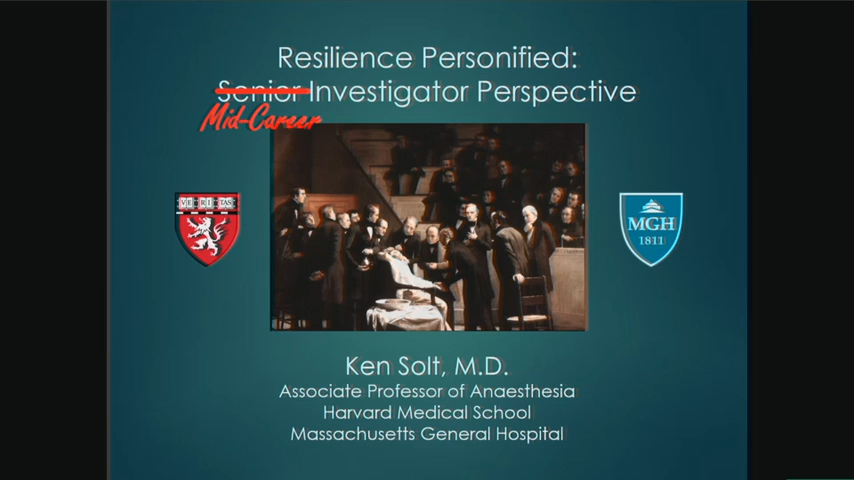 Resilience Personified:
Senior Investigator Perspective
Mid-Career
VE RI TAS
MGH
1811
Ken Solt, M.D.
Associate Professor of Anaesthesia
Harvard Medical School
Massachusetts General Hospital